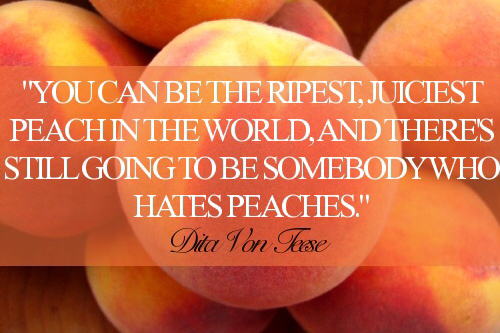 "YOU CAN BE THE RIPEST, JUICIEST
PEACH IN THE WORLD, AND THERE'S
STILL GOING TO BE SOMEBODY WHO
HATES PEACHES."
Dita Von Teese